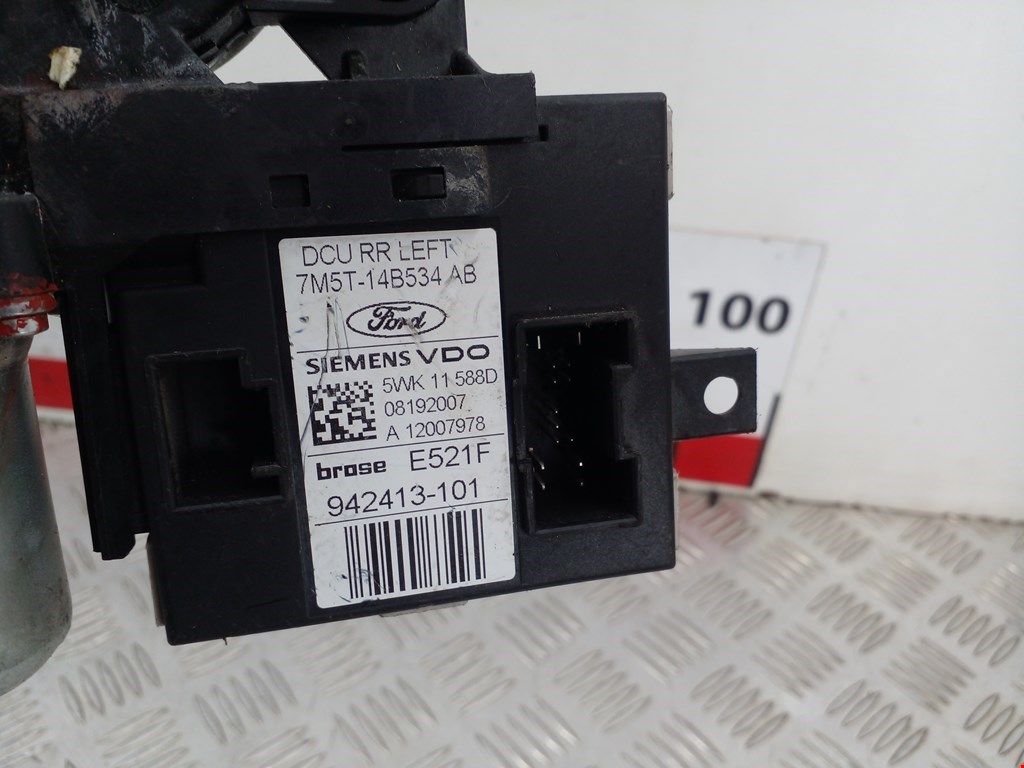 DCU RR LEFT
7M5T-14B534 AB
Ford
SIEMENS VDO
5WK 11 588D
08192007
A 12007978
brose E521F
942413-101
100